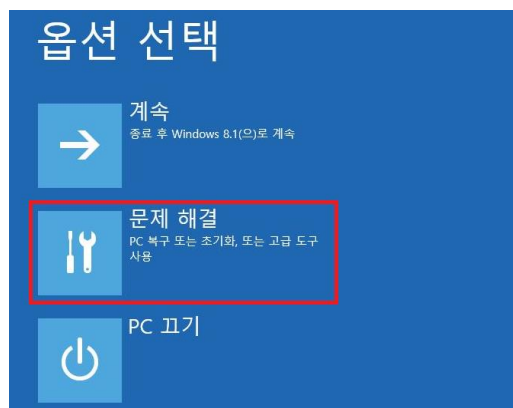 옵션 선택
계속
종료 후 Windows 8.1(으)로 계속
문제 해결
PC 복구 또는 초기화, 또는 고급 도구
사용
PC 끄기